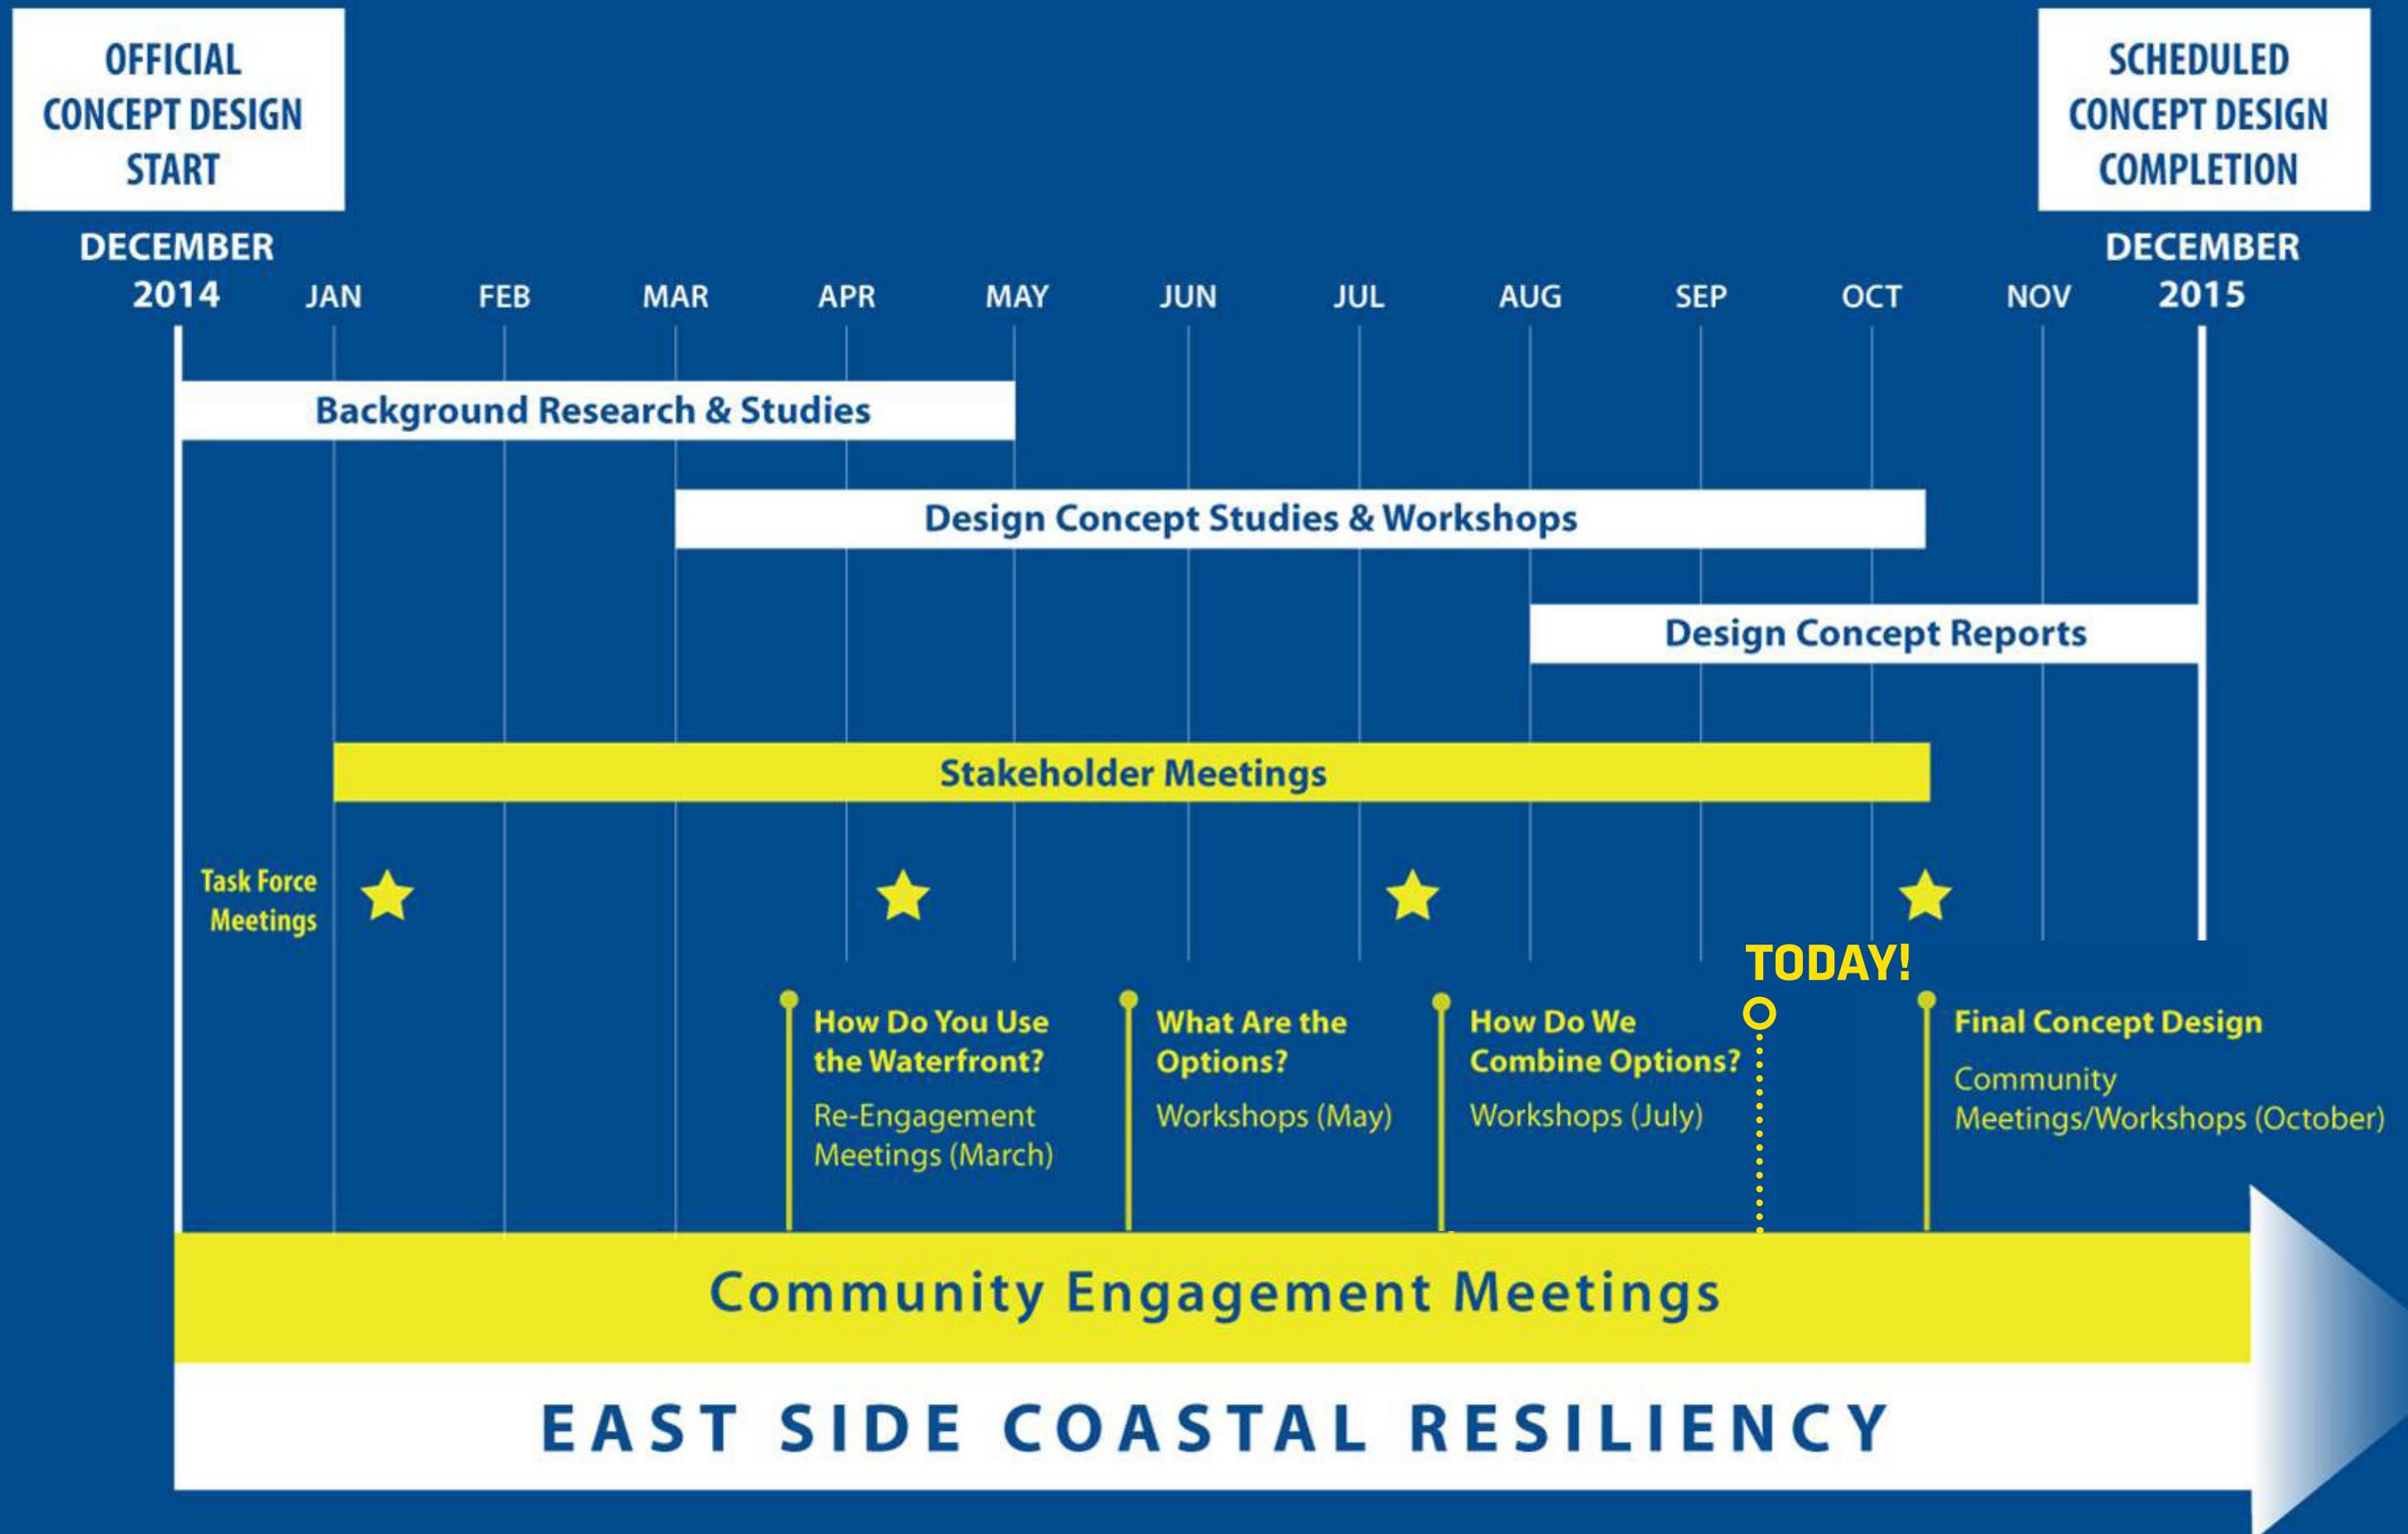 OFFICIAL
CONCEPT DESIGN
START
SCHEDULED
CONCEPT DESIGN
COMPLETION
DECEMBER
2014
JAN
FEB
MAR
APR
MAY
JUN
JUL
AUG
SEP
OCT
NOV
DECEMBER
2015
Background Research & Studies
Design Concept Studies & Workshops
Design Concept Reports
Stakeholder Meetings
Task Force
Meetings
TODAY!
How Do You Use
the Waterfront?
Re-Engagement
Meetings (March)
What Are the
Options?
Workshops (May)
How Do We
Combine Options?
Workshops (July)
Final Concept Design
Community
Meetings/Workshops (October)
Community Engagement Meetings
EAST SIDE COASTAL RESILIENCY